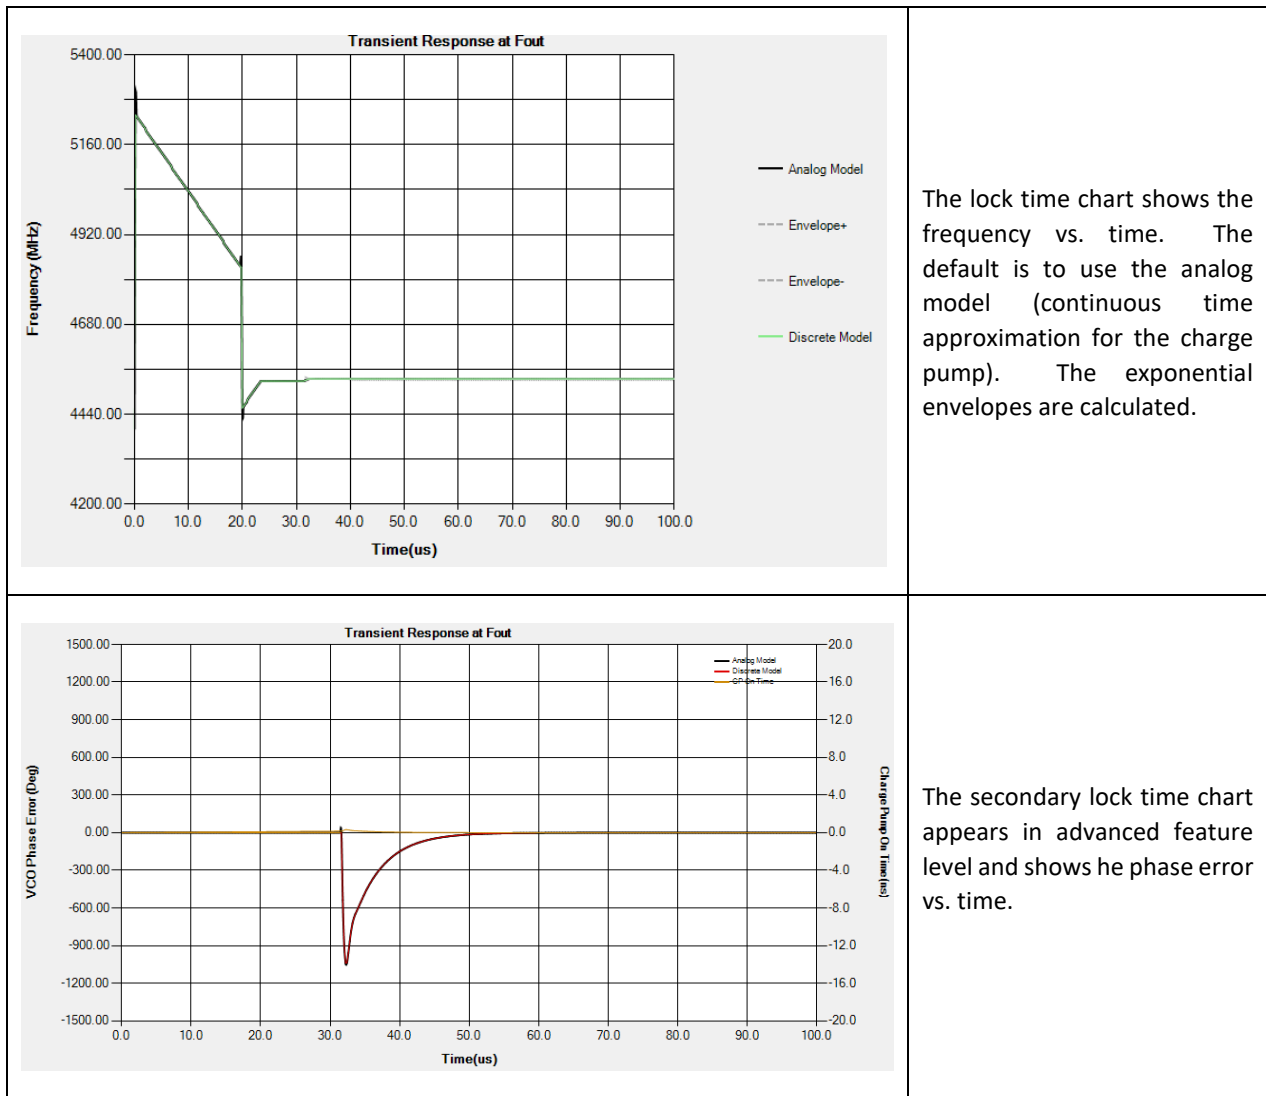 Transient Response at Fout
5400.00
5160.00
4920.00
4680.00
4440.00
4200.00
Frequency (MHz)
0.0 10.0 20.0 30.0 40.0 50.0 60.0 70.0 80.0 90.0 100.0
Time(us)
Analog Model
Envelope+
Envelope-
Discrete Model
The lock time chart shows the
frequency vs. time. The
default is to use the analog
model (continuous time
approximation for the charge
pump). The exponential
envelopes are calculated.
Transient Response at Fout
1500.00
1200.00
900.00
600.00
300.00
0.00
-300.00
-600.00
-900.00
-1200.00
-1500.00
VCO Phase Error (Deg)
Analog Model
Discrete Model
CP On Time
20.0
16.0
12.0
8.0
4.0
0.0
-4.0
-8.0
-12.0
-16.0
-20.0
Charge Pump On Time(ns)
0.0 10.0 20.0 30.0 40.0 50.0 60.0 70.0 80.0 90.0 100.0
Time(us)
The secondary lock time chart
appears in advanced feature
level and shows he phase error
vs. time.